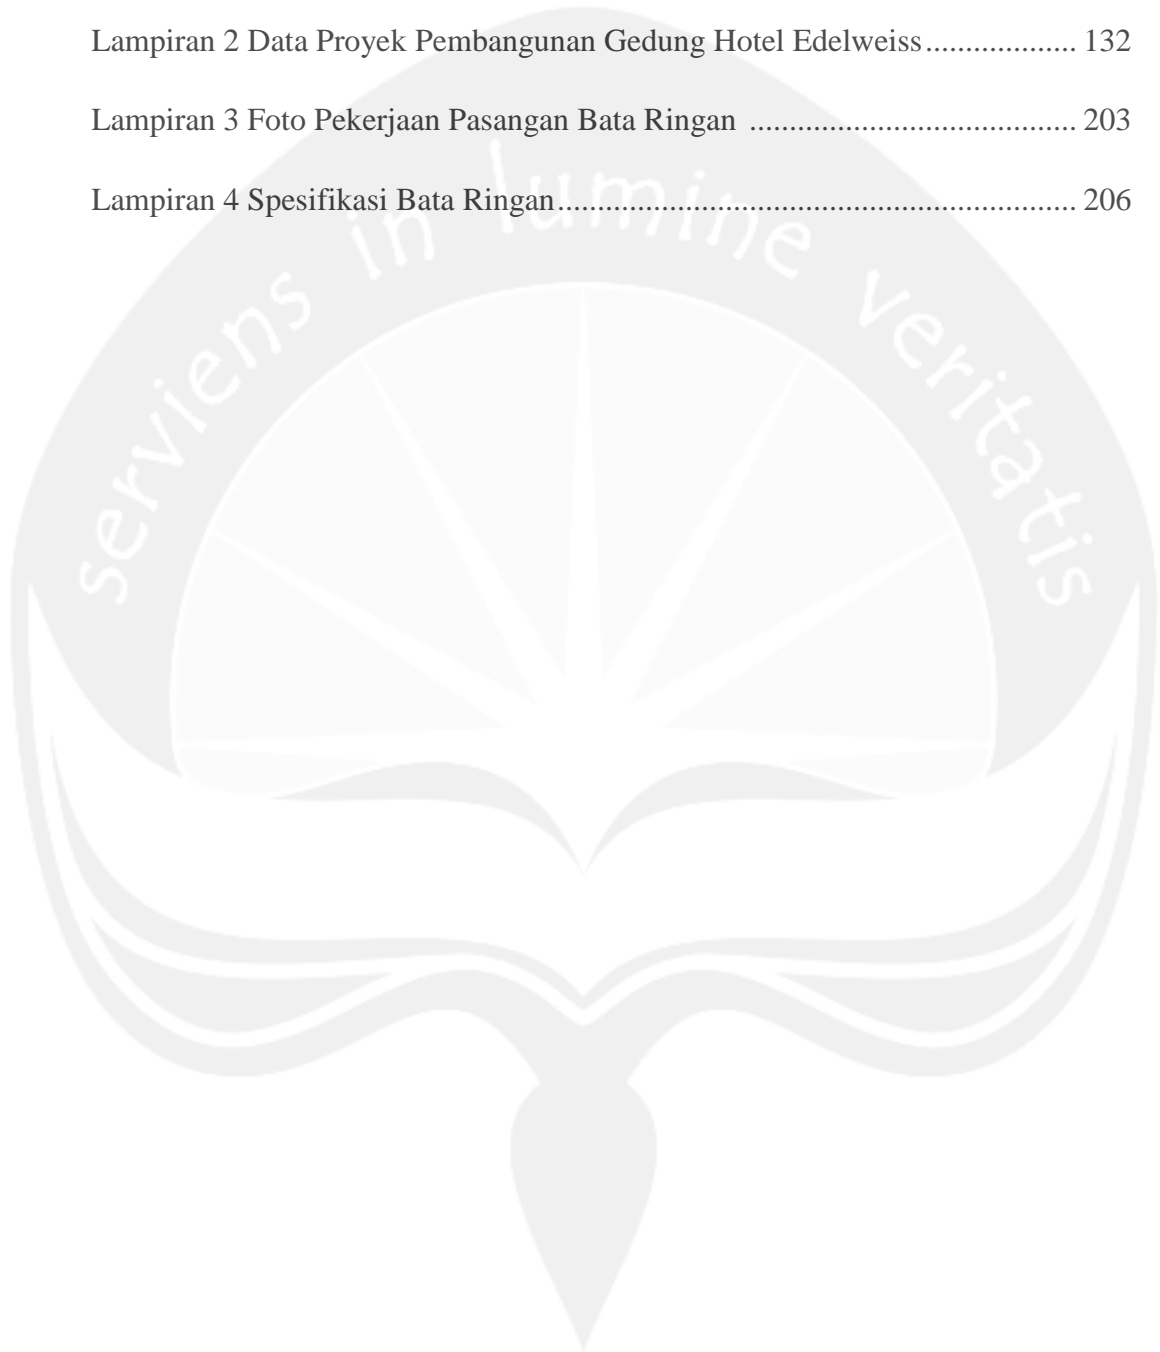 Lampiran 2 Data Proyek Pembangunan Gedung Hotel Edelweiss................... 132
Lampiran 3 Foto Pekerjaan Pasangan Bata Ringan ......................................... 203
Lampiran 4 Spesifikasi Bata Ringan................................................................. 206
serviens in lumine veritatis